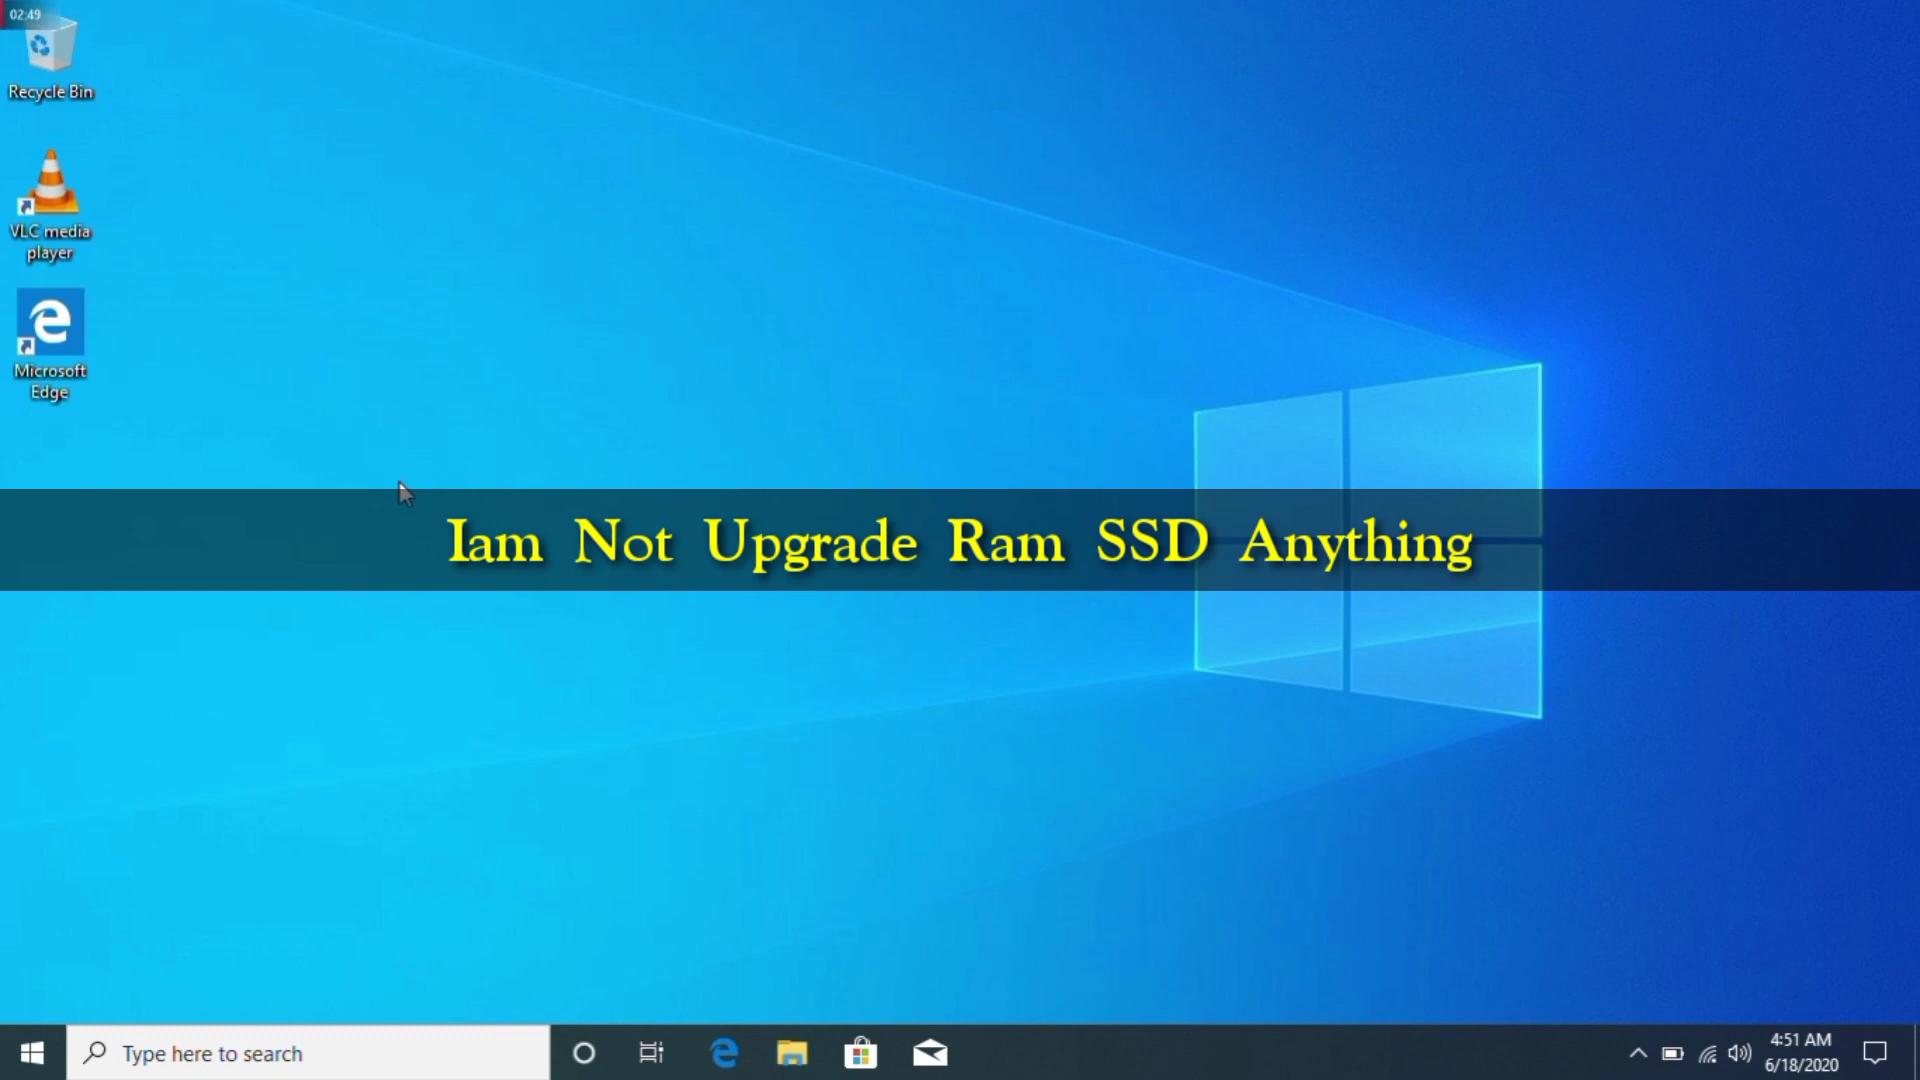 02:49
Recycle Bin
VLC media
player
Microsoft
Edge
Iam Not Upgrade Ram SSD Anything
Type here to search
4:51 AM
6/18/2020